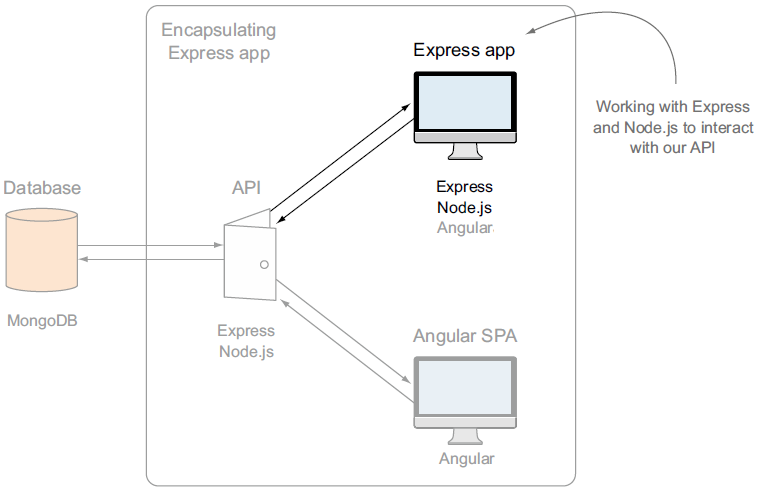 Encapsulating
Express app
Express app
Working with Express
and Node.js to interact
with our API
Database
API
Express
Node.js
Angular
MongoDB
Express
Node.js
Angular SPA
Angular